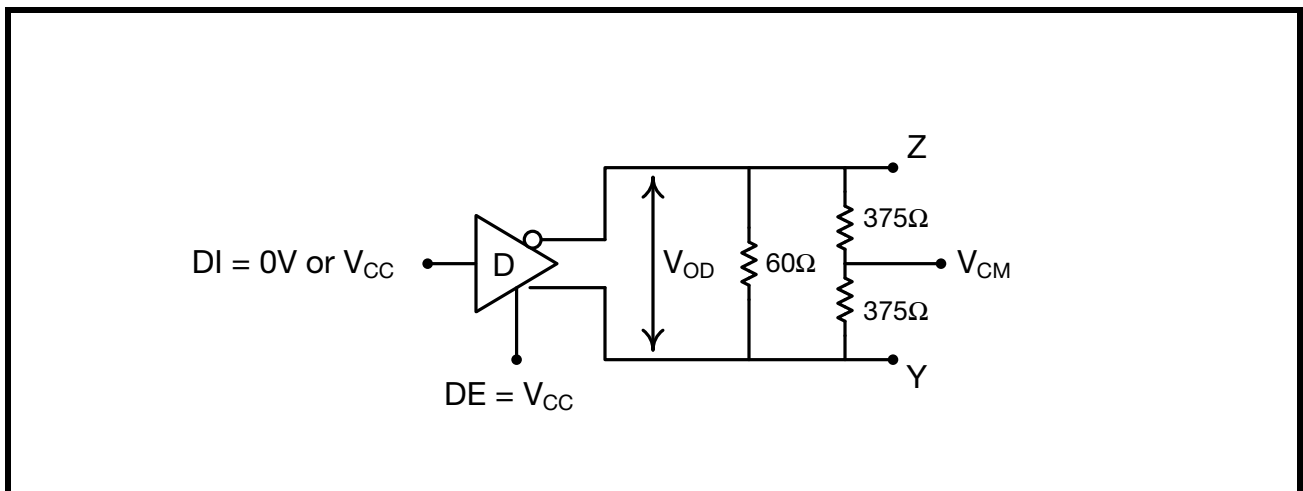 Z
375Ω
DI = 0V or VCC
D
VOD
60Ω
VCM
375Ω
Y
DE = VCC